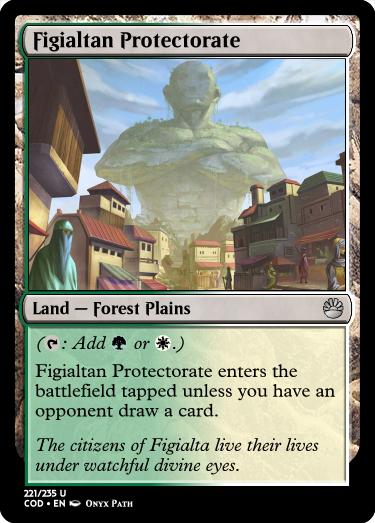 Figialtan Protectorate
Land — Forest Plains
(: Add or .)
Figialtan Protectorate enters the
battlefield tapped unless you have an
opponent draw a card.
The citizens of Figialta live their lives
under watchful divine eyes.
221/235 U
COD • EN Onyx Path